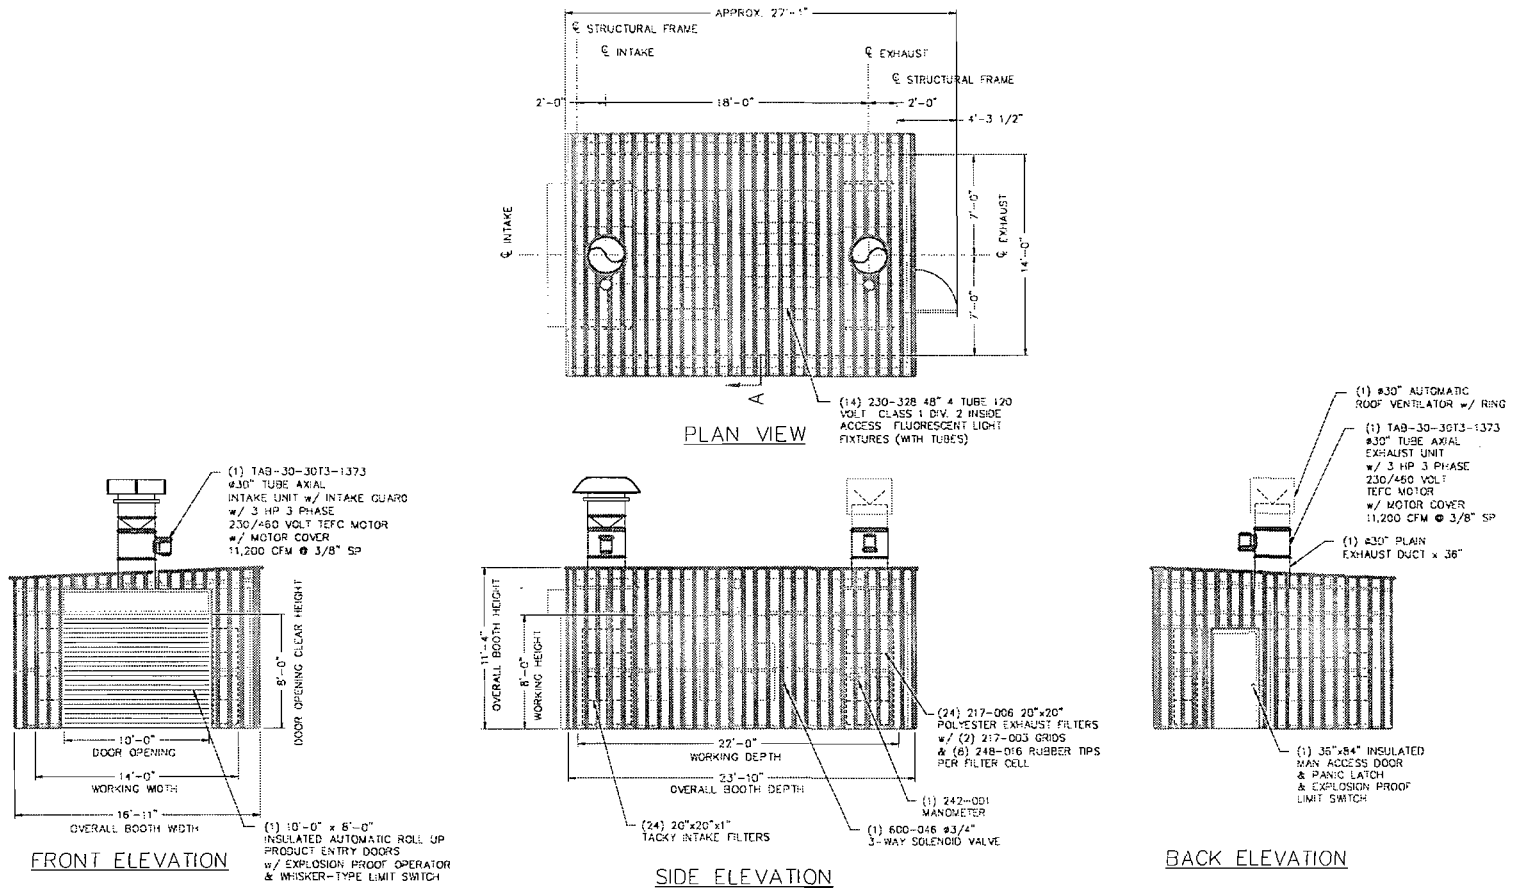 APPROX. 27'-1"
℄ STRUCTURAL FRAME
℄ INTAKE
℄ EXHAUST
℄ STRUCTURAL FRAME
2'-0"
18'-0"
2'-0"
4'-3 1/2"
℄ INTAKE
7'-0"
7'-0"
14'-0"
℄ EXHAUST
A
(14) 230-328 48" 4 TUBE 120
VOLT CLASS 1 DIV. 2 INSIDE
ACCESS FLUORESCENT LIGHT
FIXTURES (WITH TUBES)
PLAN VIEW
(1) TAB-30-30T3-1373
ø30" TUBE AXIAL
INTAKE UNIT w/ INTAKE GUARD
w/ 3 HP 3 PHASE
230/460 VOLT TEFC MOTOR
w/ MOTOR COVER
11,200 CFM @ 3/8" SP
8'-0"
DOOR OPENING CLEAR HEIGHT
10'-0"
DOOR OPENING
14'-0"
WORKING WIDTH
16'-11"
OVERALL BOOTH WIDTH
(1) 10'-0" x 8'-0"
INSULATED AUTOMATIC ROLL UP
PRODUCT ENTRY DOORS
w/ EXPLOSION PROOF OPERATOR
& WHISKER-TYPE LIMIT SWITCH
FRONT ELEVATION
11'-4"
OVERALL BOOTH HEIGHT
8'-0"
WORKING HEIGHT
22'-0"
WORKING DEPTH
23'-10"
OVERALL BOOTH DEPTH
(24) 217-006 20"x20"
POLYESTER EXHAUST FILTERS
w/ (2) 217-003 GRIDS
& (8) 248-016 RUBBER TIPS
PER FILTER CELL
(1) 242-001
MANOMETER
(1) 600-046 ø3/4"
3-WAY SOLENOID VALVE
(24) 20"x20"x1"
TACKY INTAKE FILTERS
SIDE ELEVATION
(1) ø30" AUTOMATIC
ROOF VENTILATOR w/ RING
(1) TAB-30-30T3-1373
ø30" TUBE AXIAL
EXHAUST UNIT
w/ 3 HP 3 PHASE
230/460 VOLT
TEFC MOTOR
w/ MOTOR COVER
11,200 CFM @ 3/8" SP
(1) ø30" PLAIN
EXHAUST DUCT x 36"
(1) 36"x84" INSULATED
MAN ACCESS DOOR
& PANIC LATCH
& EXPLOSION PROOF
LIMIT SWITCH
BACK ELEVATION